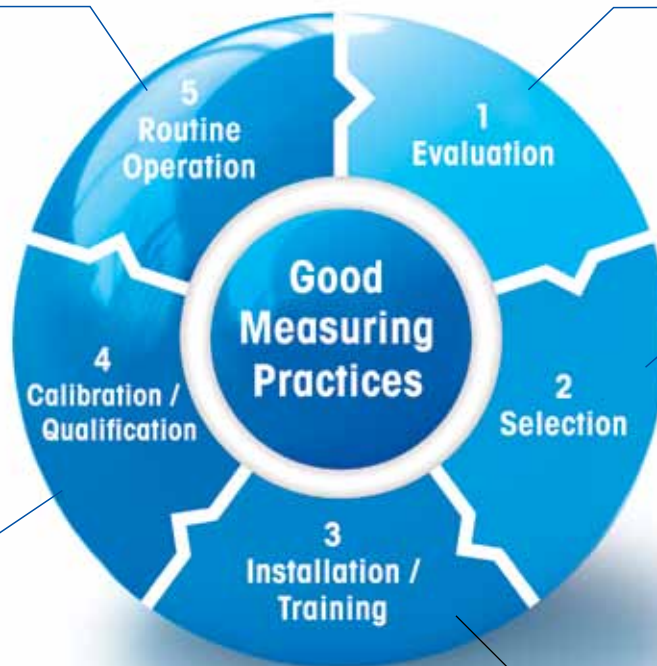 Good
Measuring
Practices
1
Evaluation
2
Selection
3
Installation /
Training
4
Calibration /
Qualification
5
Routine
Operation